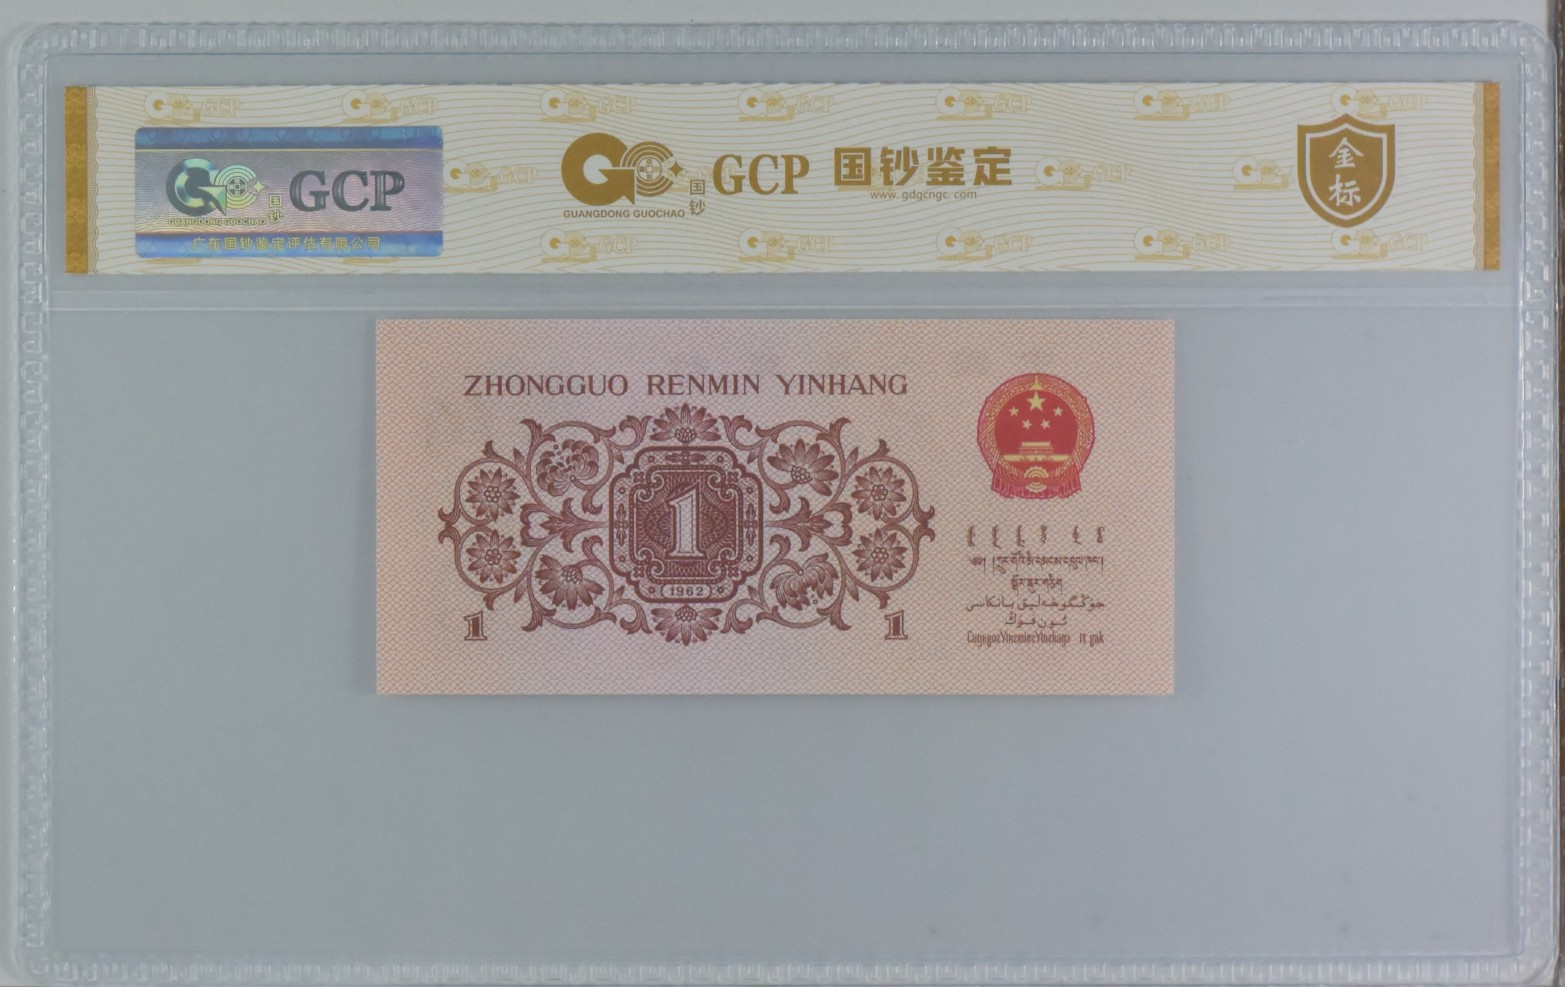 GCP
国钞
GUANGDONG GUOCHAO
广东国钞鉴定评估有限公司
国钞
GUANGDONG GUOCHAO
GCP 国钞鉴定
www.gdgcngc.com
金标
ZHONGGUO RENMIN YINHANG
1
1962
1
1